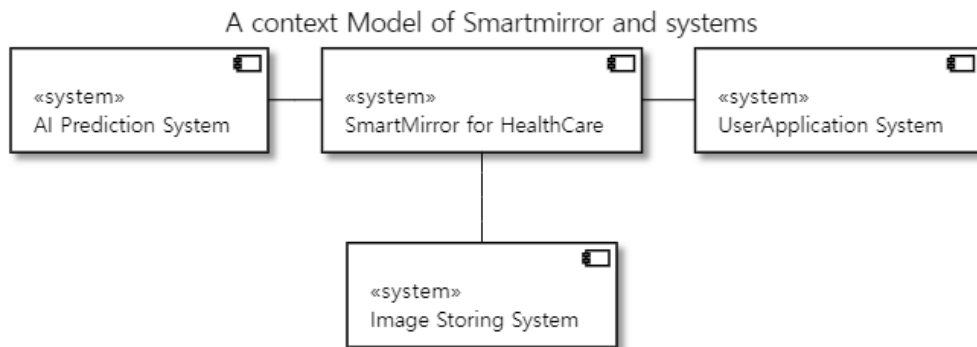 A context Model of Smartmirror and systems
«system»
AI Prediction System
«system»
SmartMirror for HealthCare
«system»
UserApplication System
«system»
Image Storing System